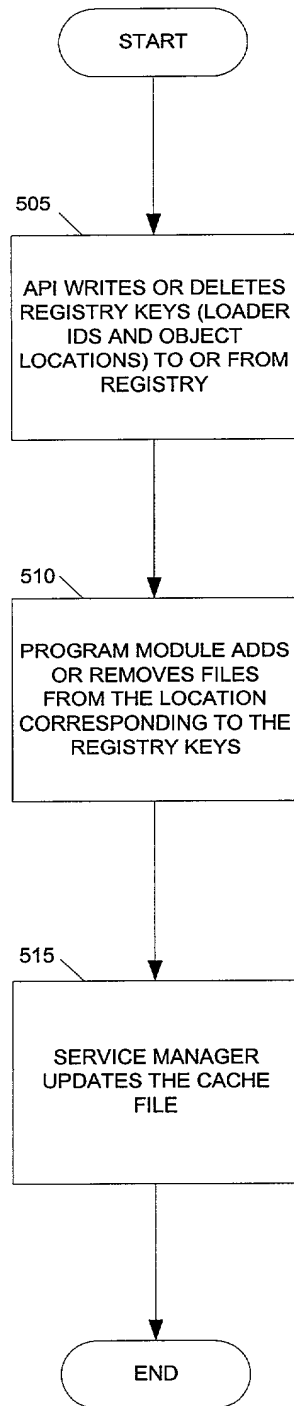 START
505
API WRITES OR DELETES
REGISTRY KEYS (LOADER
IDS AND OBJECT
LOCATIONS) TO OR FROM
REGISTRY
510
PROGRAM MODULE ADDS
OR REMOVES FILES
FROM THE LOCATION
CORRESPONDING TO THE
REGISTRY KEYS
515
SERVICE MANAGER
UPDATES THE CACHE
FILE
END